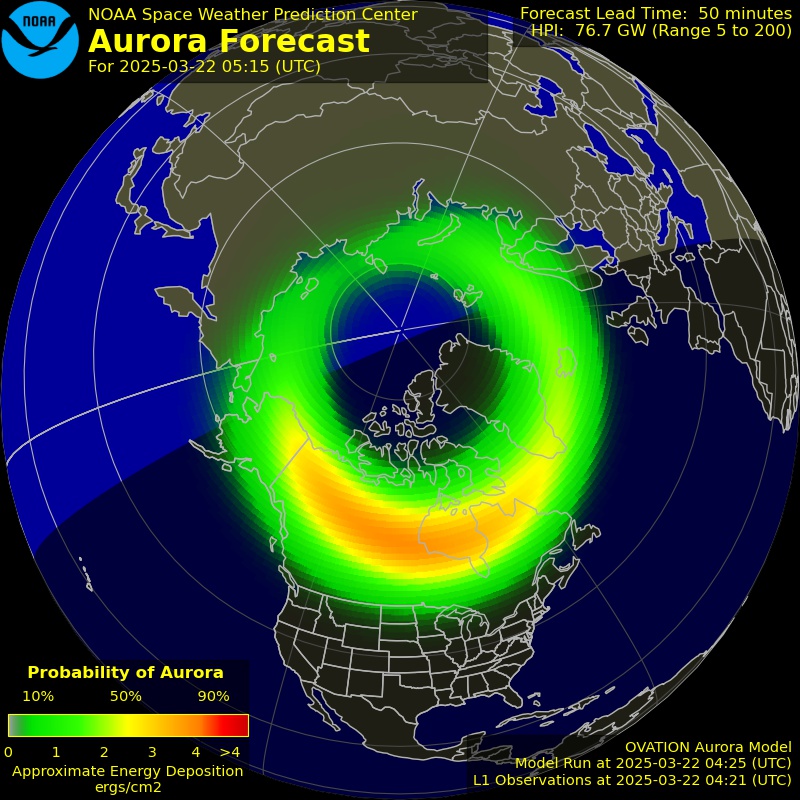 NOAA
NOAA Space Weather Prediction Center
Aurora Forecast
For 2025-03-22 05:15 (UTC)
Forecast Lead Time: 50 minutes
HPI: 76.7 GW (Range 5 to 200)
Probability of Aurora
10% 50% 90%
0 1 2 3 4 >4
Approximate Energy Deposition
ergs/cm2
OVATION Aurora Model
Model Run at 2025-03-22 04:25 (UTC)
L1 Observations at 2025-03-22 04:21 (UTC)